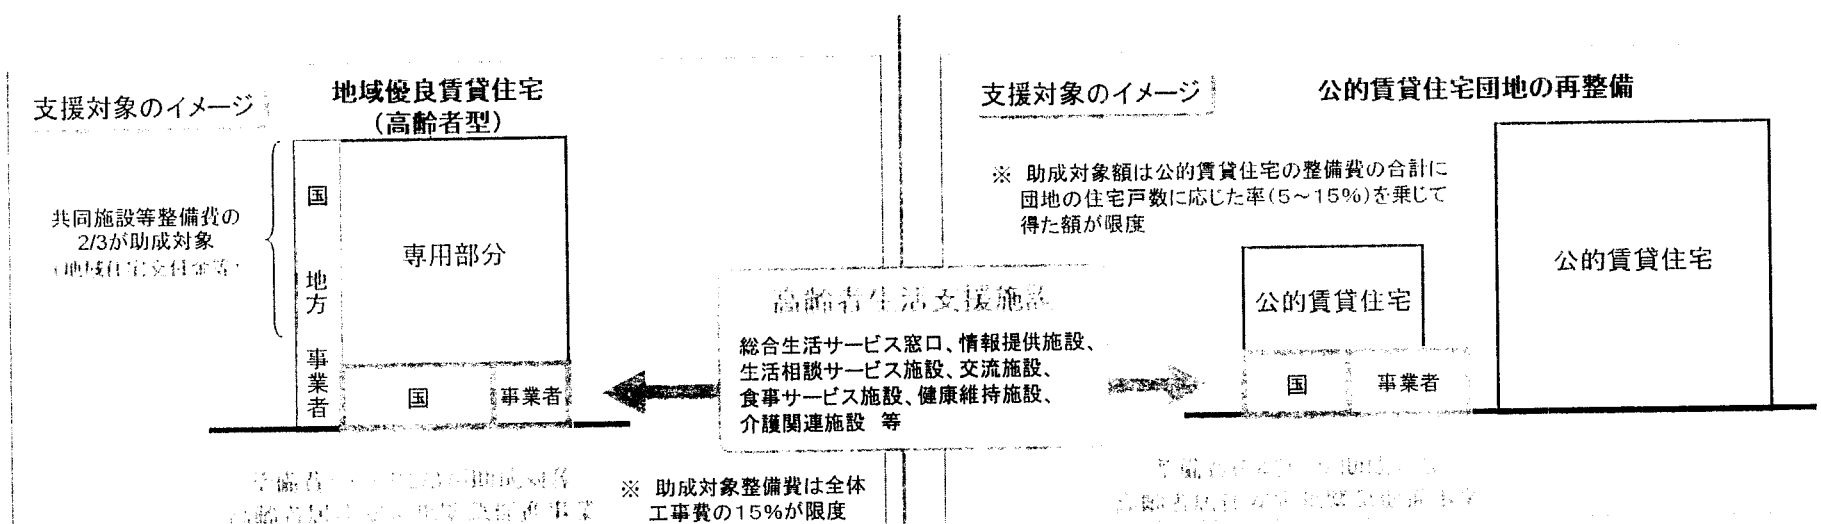 支援対象のイメージ
地域優良賃貸住宅
(高齢者型)
共同施設等整備費の
2/3が助成対象
(地域住宅交付金等)
国
地方
事業者
専用部分
国
事業者
※ 助成対象整備費は全体
工事費の15%が限度
高齢者生活支援施設
総合生活サービス窓口、情報提供施設、
生活相談サービス施設、交流施設、
食事サービス施設、健康維持施設、
介護関連施設 等
支援対象のイメージ
公的賃貸住宅団地の再整備
※ 助成対象額は公的賃貸住宅の整備費の合計に
団地の住宅戸数に応じた率(5~15%)を乗じて
得た額が限度
公的賃貸住宅
国
事業者
公的賃貸住宅